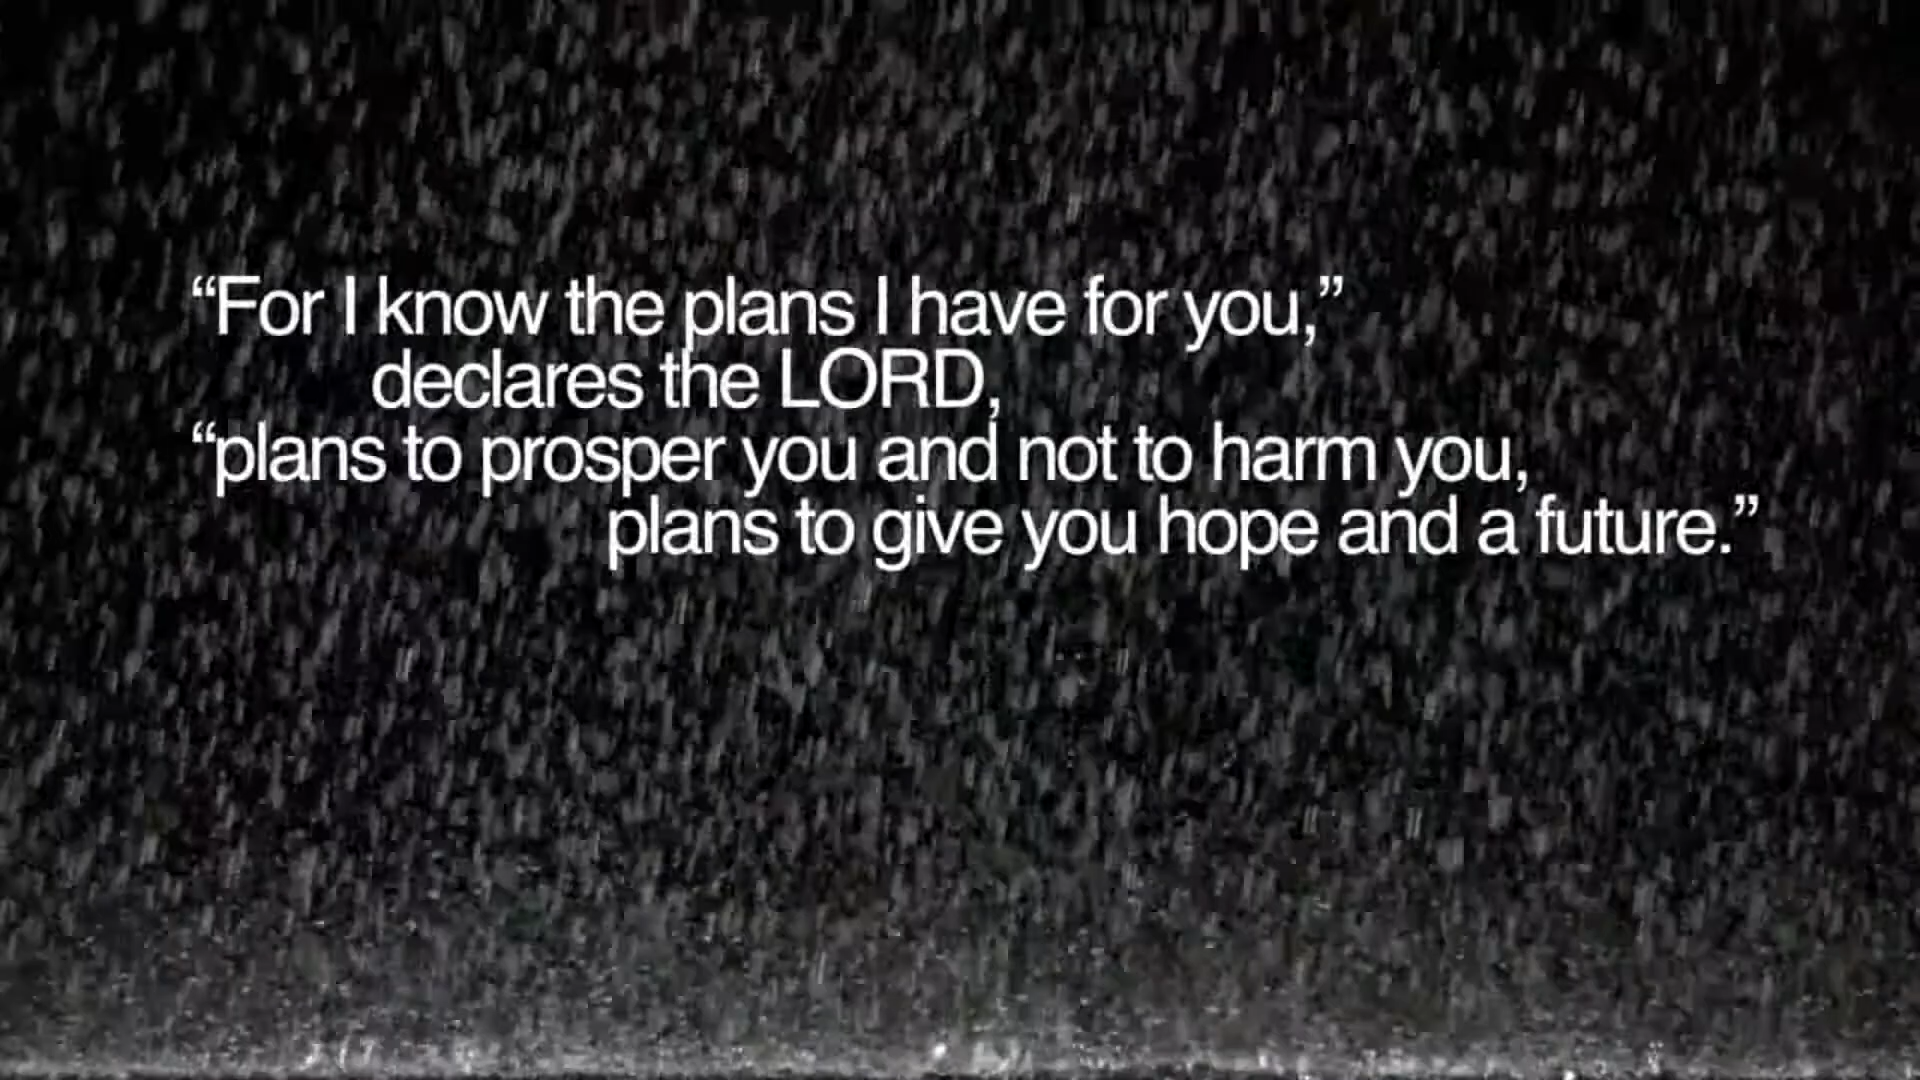 “For I know the plans I have for you,”
declares the LORD,
“plans to prosper you and not to harm you,
plans to give you hope and a future.”